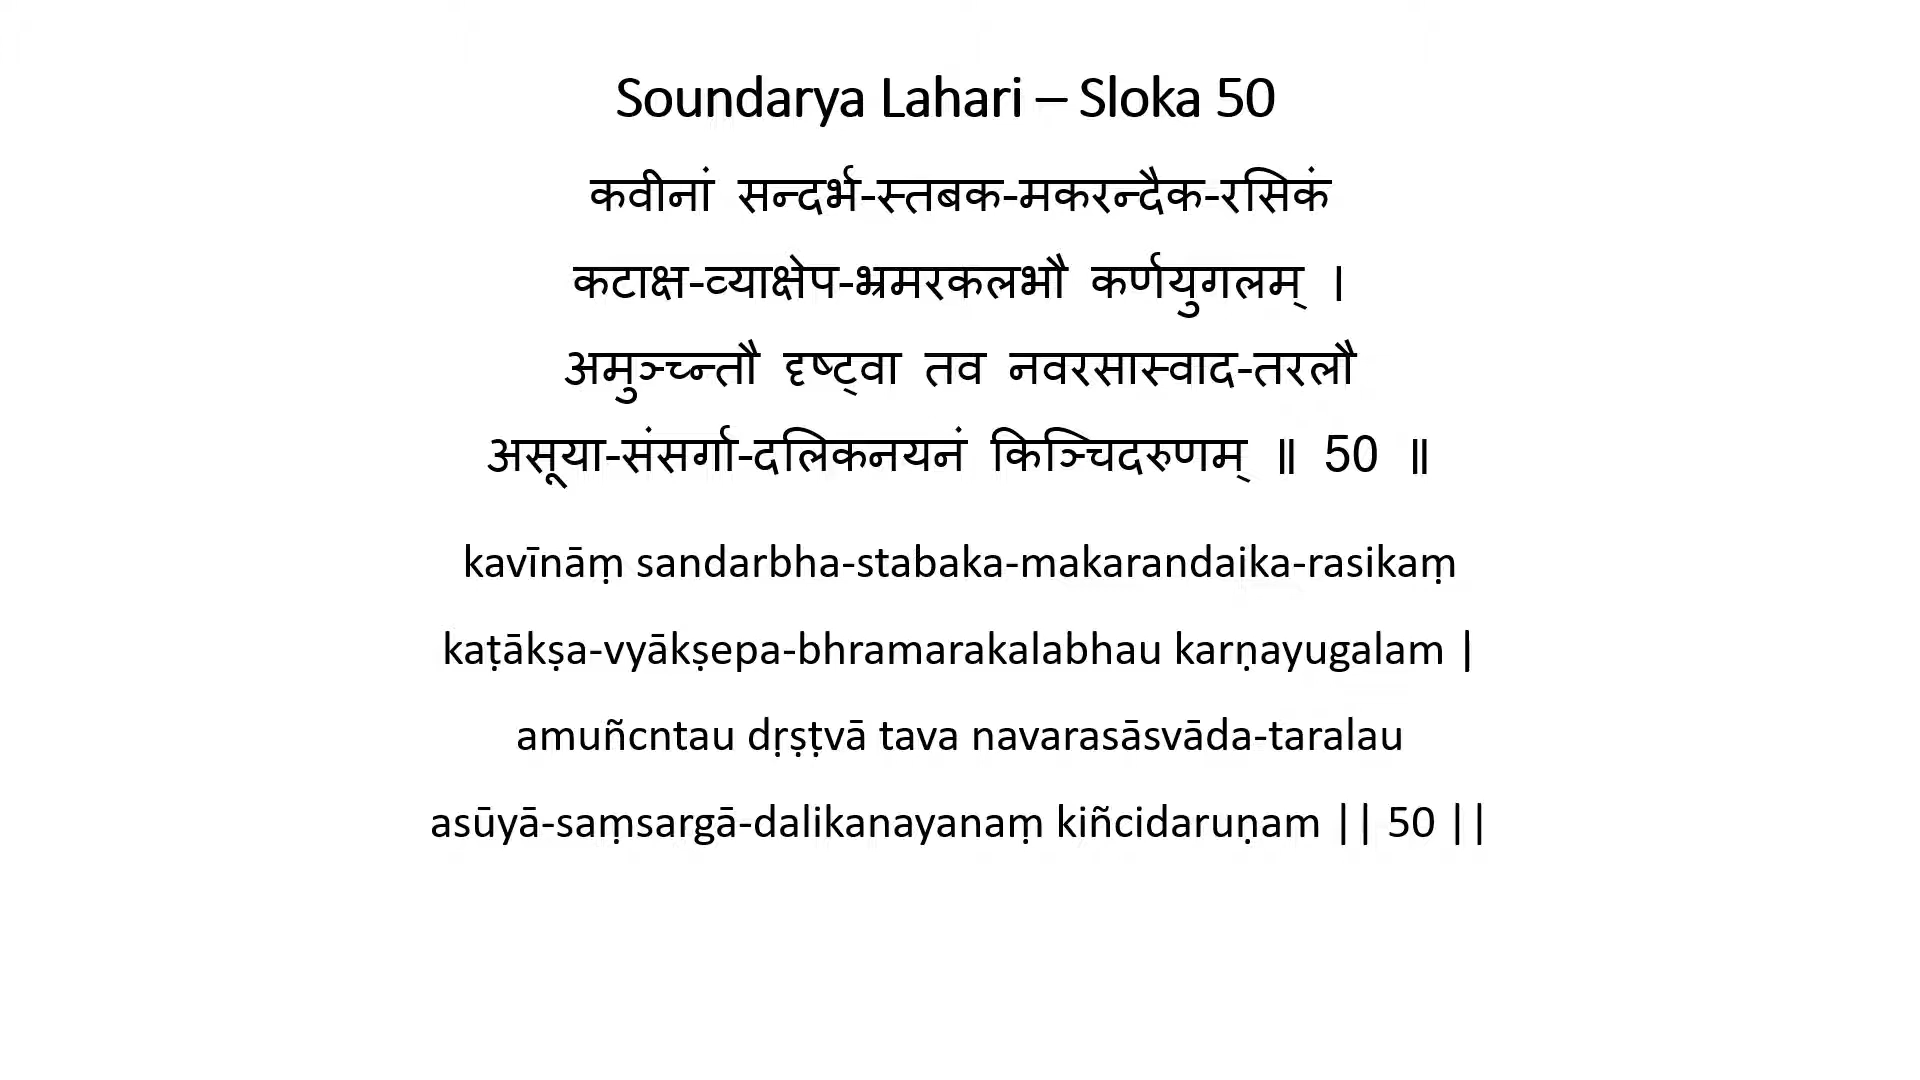 Soundarya Lahari – Sloka 50
कवीनां सन्दर्भ-स्तबक-मकरन्दैक-रसिकं
कटाक्ष-व्याक्षेप-भ्रमरकलभौ कर्णयुगलम् ।
अमुञ्च्न्तौ दृष्ट्वा तव नवरसास्वाद-तरलौ
असूया-संसर्गा-दलिकनयनं किञ्चिदरुणम् ॥ 50 ॥
kavīnāṃ sandarbha-stabaka-makarandaika-rasikaṃ
kaṭākṣa-vyākṣepa-bhramarakalabhau karṇayugalam |
amuñcntau dṛṣṭvā tava navarasāsvāda-taralau
asūyā-saṃsargā-dalikanayanaṃ kiñcidaruṇam || 50 ||